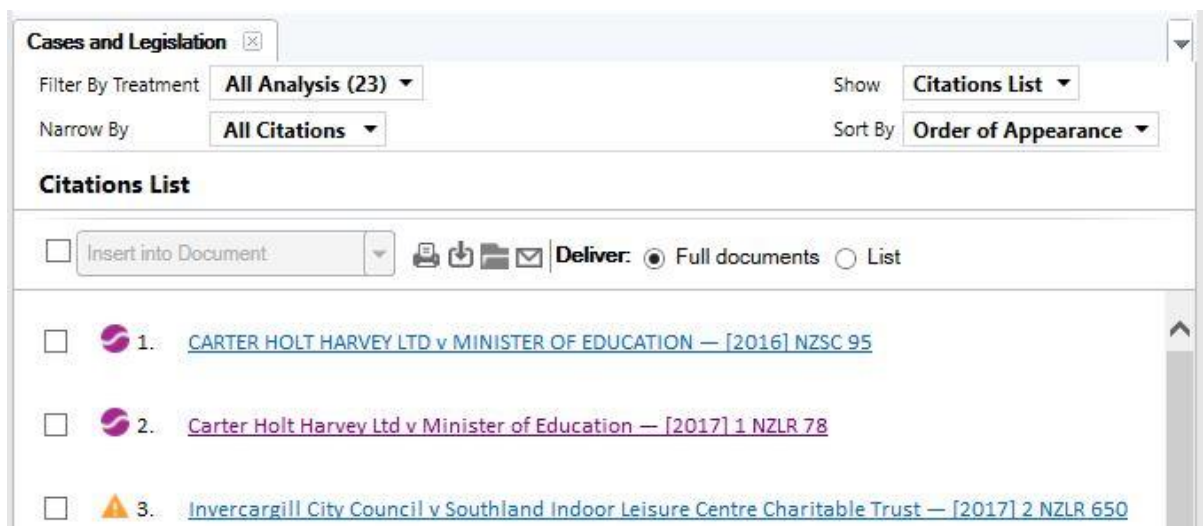 Cases and Legislation
Filter By Treatment All Analysis (23) Show Citations List
Narrow By All Citations Sort By Order of Appearance
Citations List
Insert into Document Deliver: Full documents List
1. CARTER HOLT HARVEY LTD v MINISTER OF EDUCATION — [2016] NZSC 95
2. Carter Holt Harvey Ltd v Minister of Education — [2017] 1 NZLR 78
3. Invercargill City Council v Southland Indoor Leisure Centre Charitable Trust — [2017] 2 NZLR 650